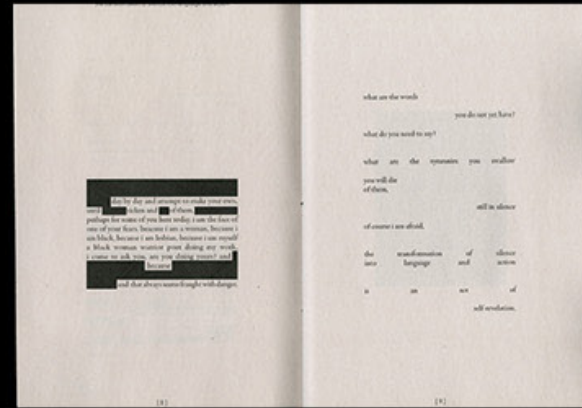 day by day and attempt to make your own,
until sicken and of them,
perhaps for some of you here today, i am the face of
one of your fears. because i am a woman, because i
am black, because i am lesbian, because i am myself
a Black woman warrior poet doing my work
i come to ask you, are you doing yours? and
because
and that always seems fraught with danger.
[ 8 ]
what are the words
you do not yet have?
what do you need to say?
what are the tyrannies you swallow
you will die
of them,
still in silence
of course i am afraid,
the transformation of silence
into language and action
is an act of
self-revelation.